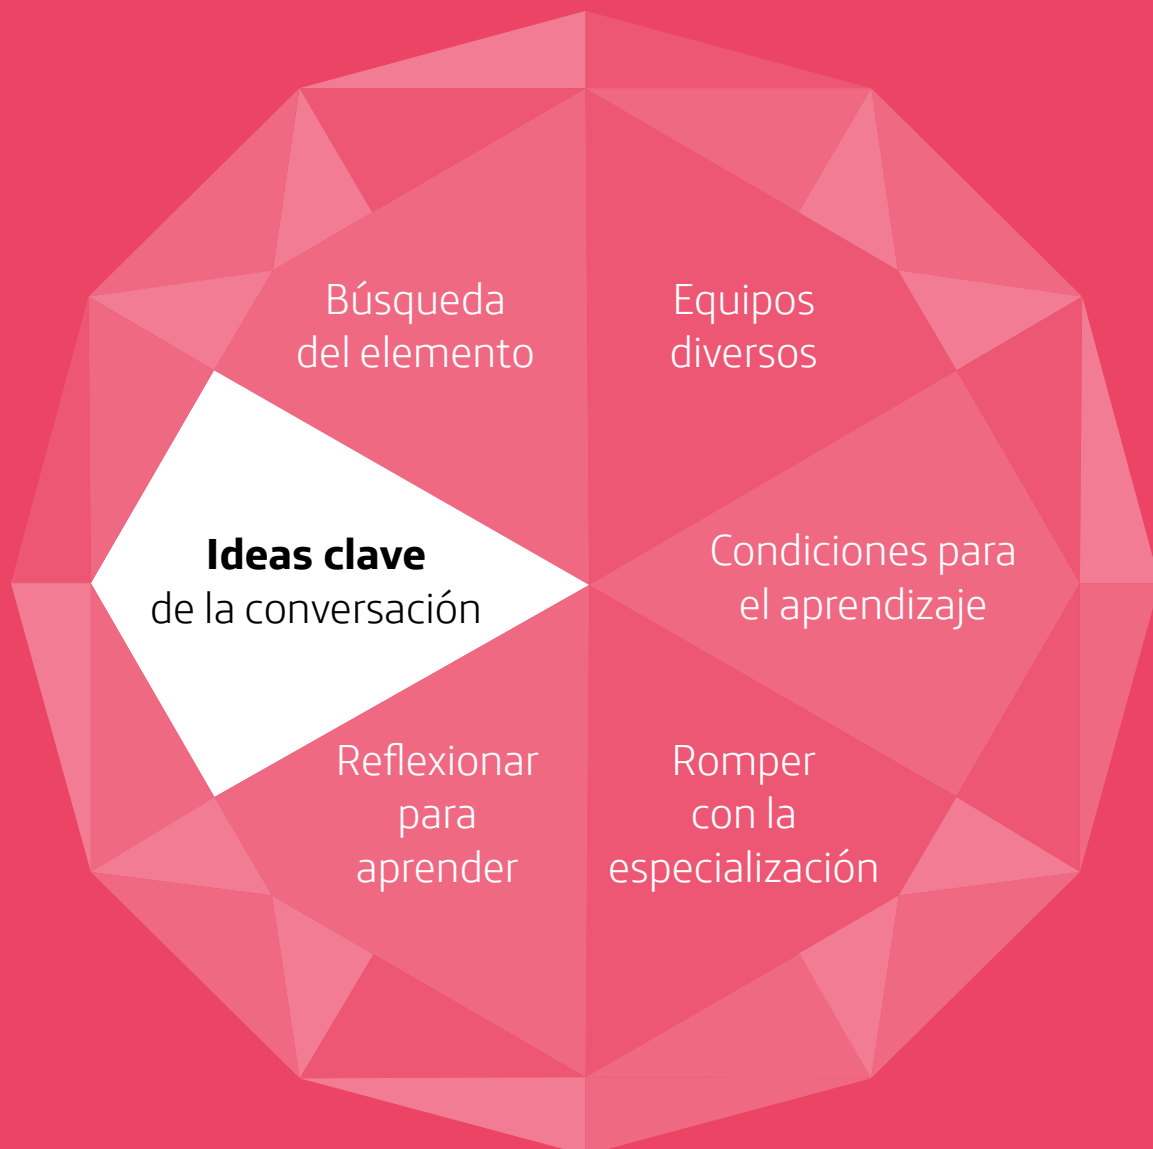 Búsqueda
del elemento
Equipos
diversos
Ideas clave
de la conversación
Condiciones para
el aprendizaje
Reflexionar
para
aprender
Romper
con la
especialización